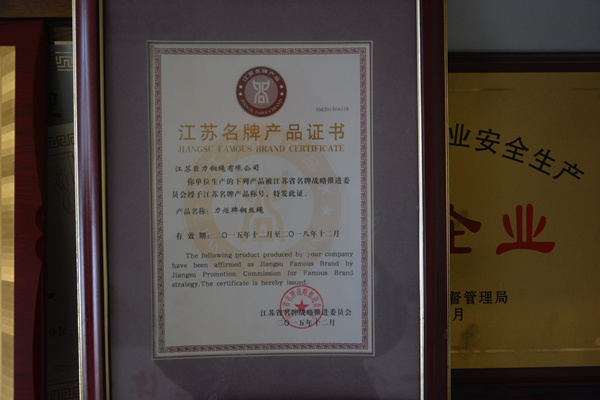 江苏名牌产品证书
JIANGSU FAMOUS BRAND CERTIFICATE
江苏巨力钢绳有限公司
你单位生产的下列产品被江苏省名牌战略推进委
员会授予江苏名牌产品称号，特发此证。
产品名称：力炬牌钢丝绳
有 效 期：二〇一五年十二月至二〇一八年十二月
The following product produced by your company
have been affirmed as Jiangsu Famous Brand by
Jiangsu Promotion Commission for Famous Brand
strategy.The certificate is hereby issued.
江苏省名牌战略推进委员会
二〇一五年十二月
业安全生产
企业
督管理局
月